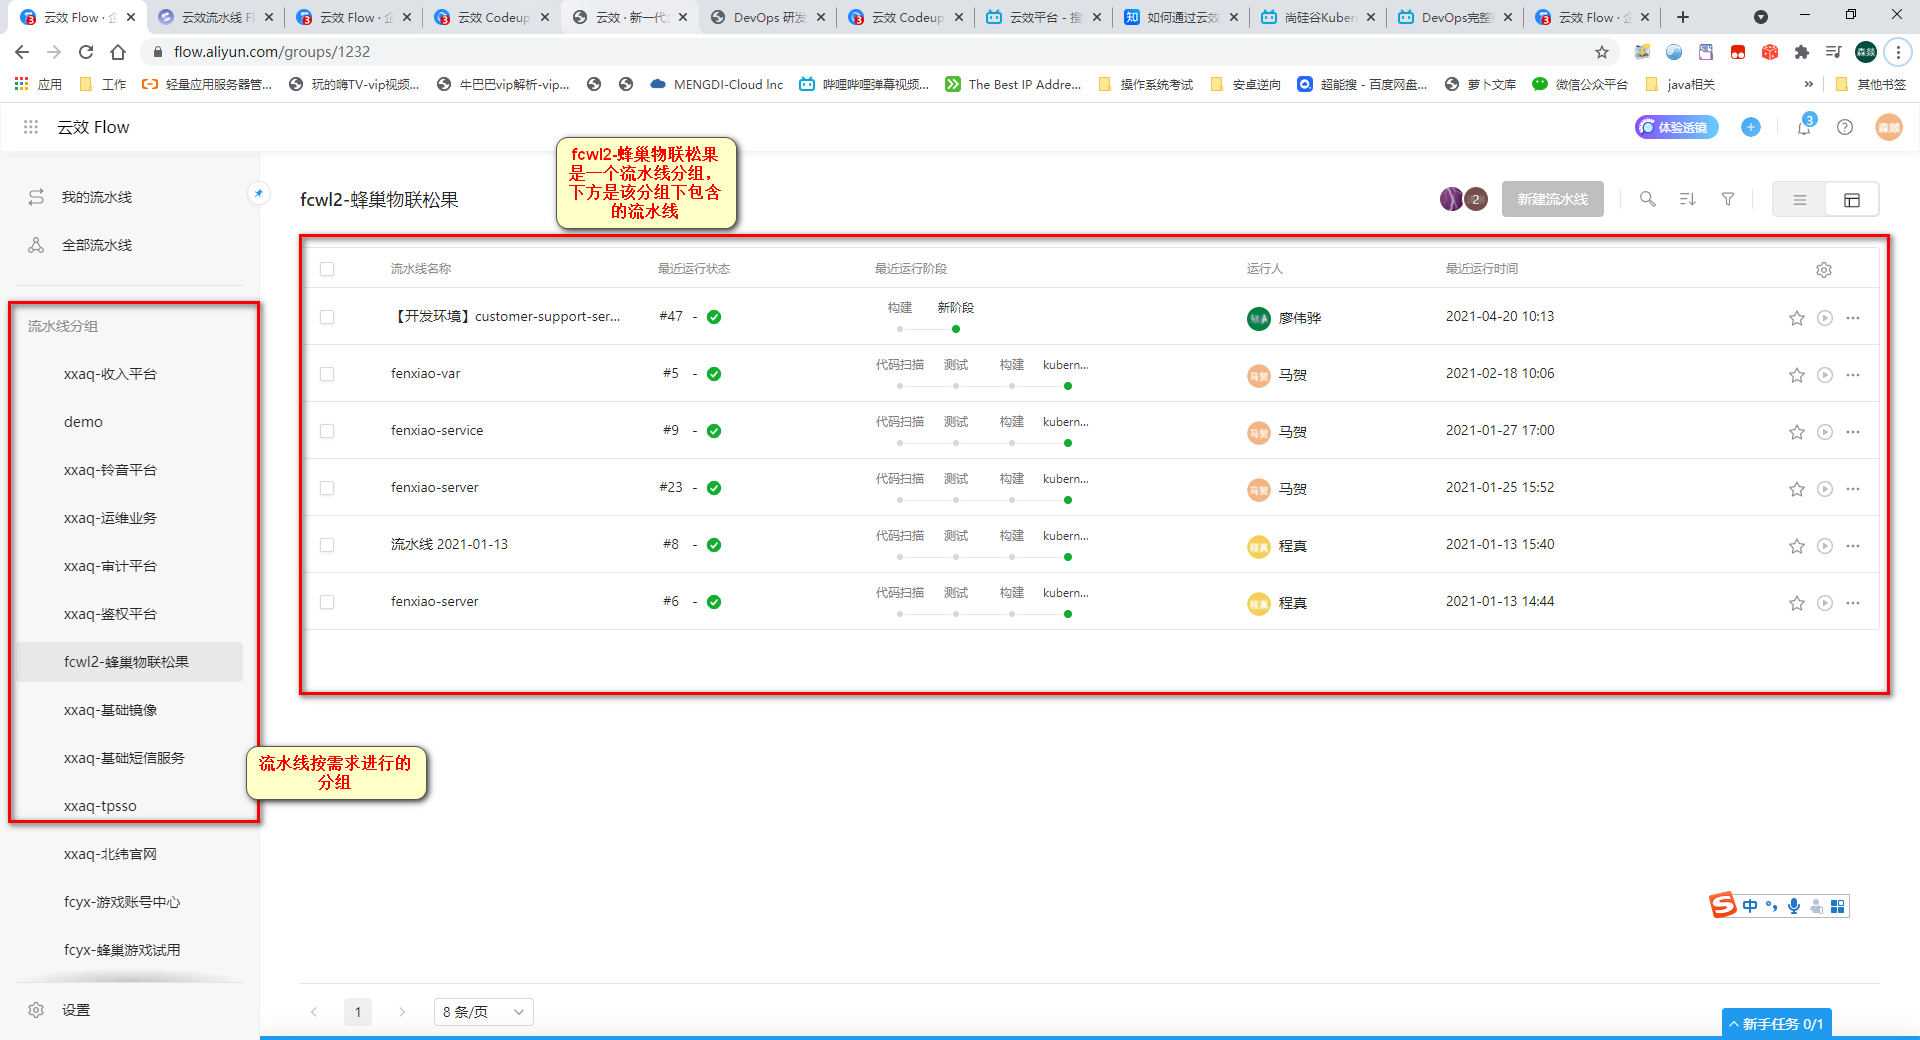 云效 Flow · 企
云效流水线 Fl
云效 Flow · 企
云效 Codeup
云效 · 新一代企
DevOps 研发
云效 Codeup
云效平台 - 搜
如何通过云效
尚硅谷Kubern
DevOps完整
云效 Flow · 企
flow.aliyun.com/groups/1232
森燚
应用
工作
轻量应用服务器管...
玩的嗨TV-vip视频...
牛巴巴vip解析-vip...
MENGDI-Cloud lnc
哔哩哔哩弹幕视频...
The Best IP Addre...
操作系统考试
安卓逆向
超能搜 - 百度网盘...
萝卜文库
微信公众平台
java相关
»
其他书签
云效 Flow
体验透镜
3
森燚
我的流水线
全部流水线
流水线分组
xxaq-收入平台
demo
xxaq-铃音平台
xxaq-运维业务
xxaq-审计平台
xxaq-鉴权平台
fcwl2-蜂巢物联松果
xxaq-基础镜像
xxaq-基础短信服务
xxaq-tpsso
xxaq-北纬官网
fcyx-游戏账号中心
fcyx-蜂巢游戏试用
设置
流水线按需求进行的
分组
fcwl2-蜂巢物联松果
fcwl2-蜂巢物联松果
是一个流水线分组，
下方是该分组下包含
的流水线
2
新建流水线
流水线名称 最近运行状态 最近运行阶段 运行人 最近运行时间
【开发环境】customer-support-ser... #47 - 构建 新阶段 廖伟骅 2021-04-20 10:13
fenxiao-var #5 - 代码扫描 测试 构建 kubern... 马贺 马贺 2021-02-18 10:06
fenxiao-service #9 - 代码扫描 测试 构建 kubern... 马贺 马贺 2021-01-27 17:00
fenxiao-server #23 - 代码扫描 测试 构建 kubern... 马贺 马贺 2021-01-25 15:52
流水线 2021-01-13 #8 - 代码扫描 测试 构建 kubern... 程真 程真 2021-01-13 15:40
fenxiao-server #6 - 代码扫描 测试 构建 kubern... 程真 程真 2021-01-13 14:44
S 中
1
8 条/页
新手任务 0/1